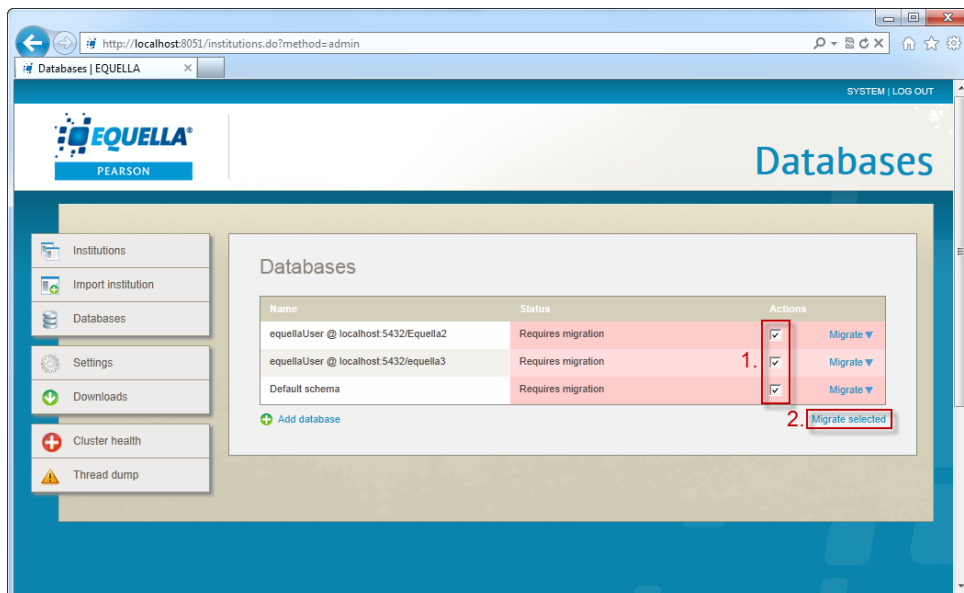 http://localhost:8051/institutions.do?method=admin
Databases | EQUELLA
SYSTEM | LOG OUT
EQUELLA®
PEARSON
Databases
Institutions
Import institution
Databases
Settings
Downloads
Cluster health
Thread dump
Databases
Name Status Actions
equellaUser @ localhost:5432/Equella2 Requires migration Migrate
equellaUser @ localhost:5432/equella3 Requires migration 1. Migrate
Default schema Requires migration Migrate
Add database 2. Migrate selected